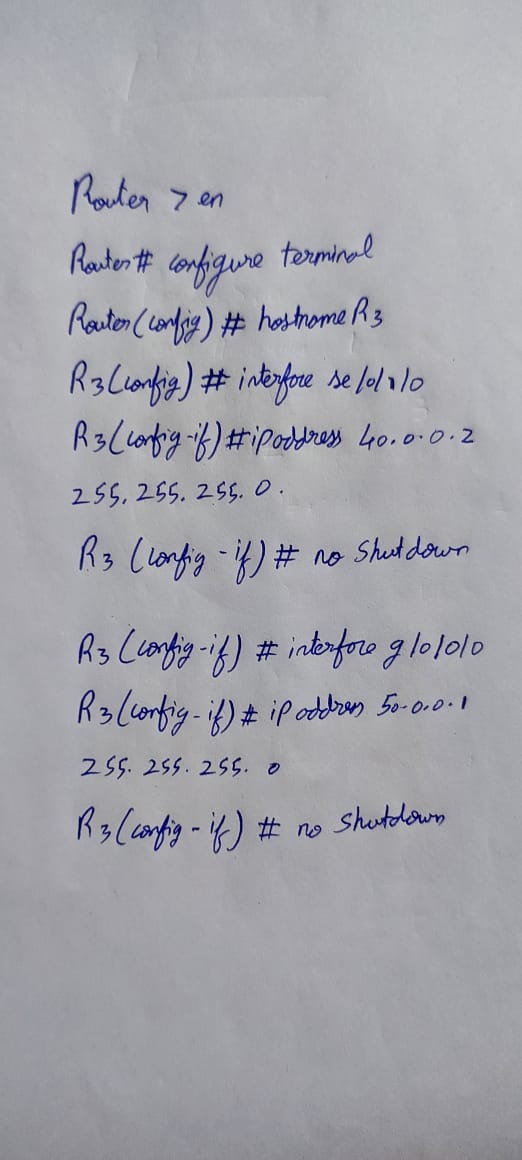 Router > en
Router# configure terminal
Router(config) # hostname R3
R3(config) # interface se/0/1/0
R3(config-if) # ip address 40.0.0.2
255.255.255.0.
R3 (config-if) # no Shutdown
R3 (config-if) # interface g/0/0/0
R3(config-if) # ip address 50.0.0.1
255.255.255.0
R3(config-if) # no Shutdown